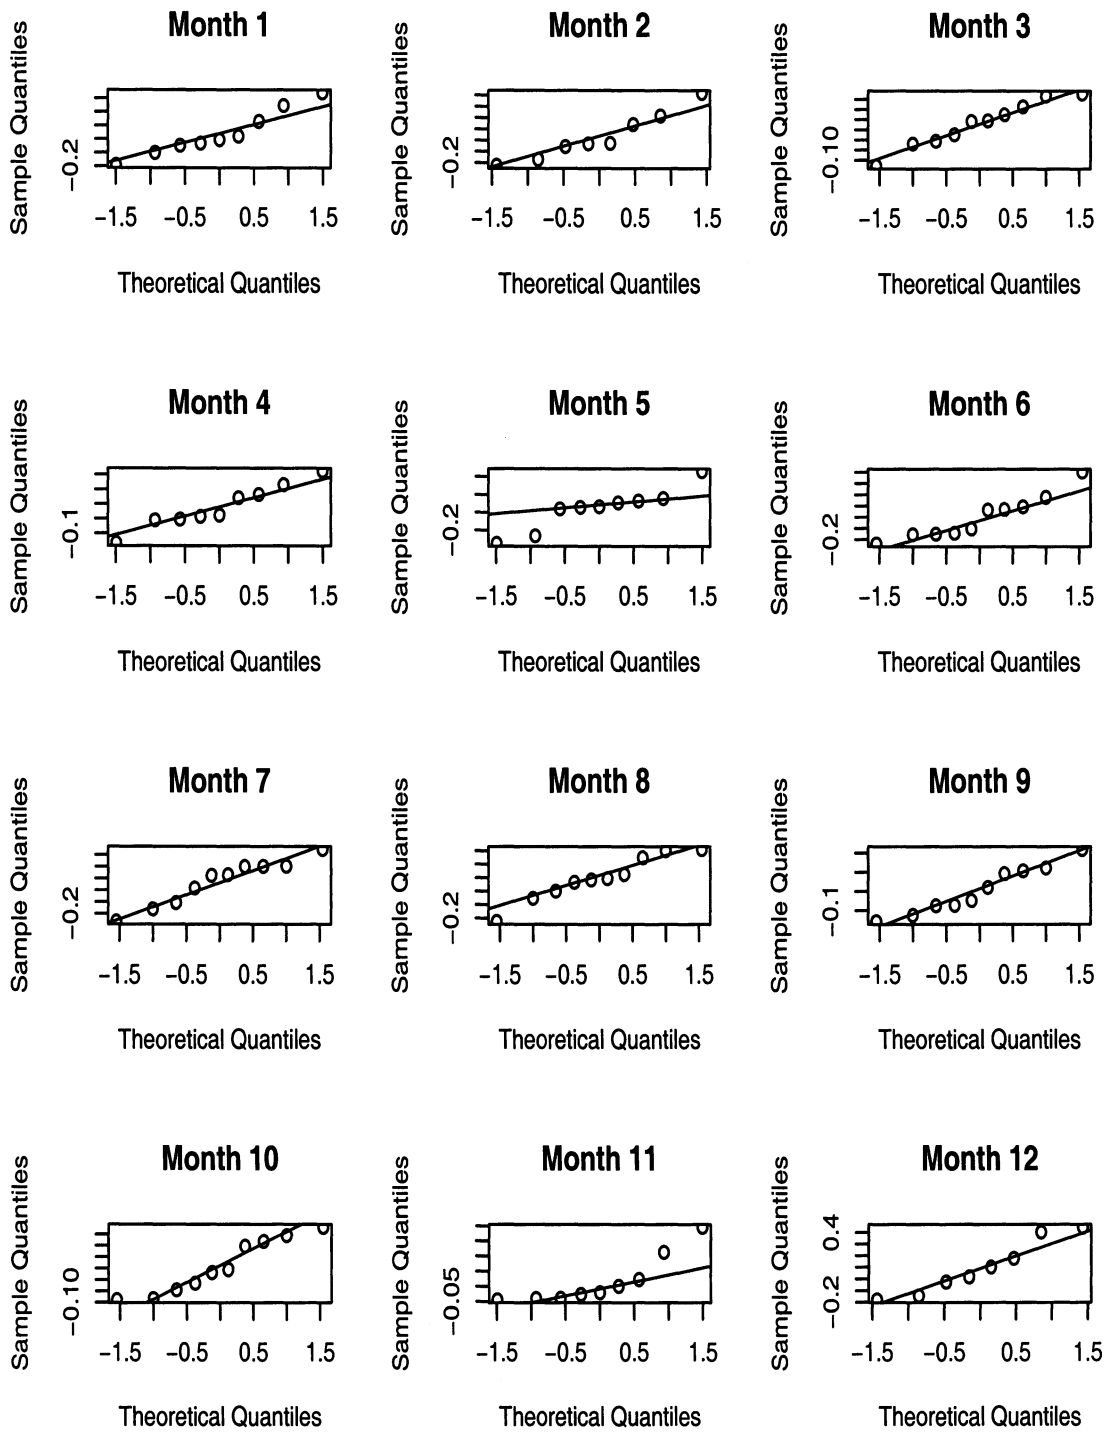 Month 1
Sample Quantiles
−0.2
−1.5 −0.5 0.5 1.5
Theoretical Quantiles
Month 2
Sample Quantiles
−0.2
−1.5 −0.5 0.5 1.5
Theoretical Quantiles
Month 3
Sample Quantiles
−0.10
−1.5 −0.5 0.5 1.5
Theoretical Quantiles
Month 4
Sample Quantiles
−0.1
−1.5 −0.5 0.5 1.5
Theoretical Quantiles
Month 5
Sample Quantiles
−0.2
−1.5 −0.5 0.5 1.5
Theoretical Quantiles
Month 6
Sample Quantiles
−0.2
−1.5 −0.5 0.5 1.5
Theoretical Quantiles
Month 7
Sample Quantiles
−0.2
−1.5 −0.5 0.5 1.5
Theoretical Quantiles
Month 8
Sample Quantiles
−0.2
−1.5 −0.5 0.5 1.5
Theoretical Quantiles
Month 9
Sample Quantiles
−0.1
−1.5 −0.5 0.5 1.5
Theoretical Quantiles
Month 10
Sample Quantiles
−0.10
−1.5 −0.5 0.5 1.5
Theoretical Quantiles
Month 11
Sample Quantiles
−0.05
−1.5 −0.5 0.5 1.5
Theoretical Quantiles
Month 12
Sample Quantiles
−0.2 0.4
−1.5 −0.5 0.5 1.5
Theoretical Quantiles